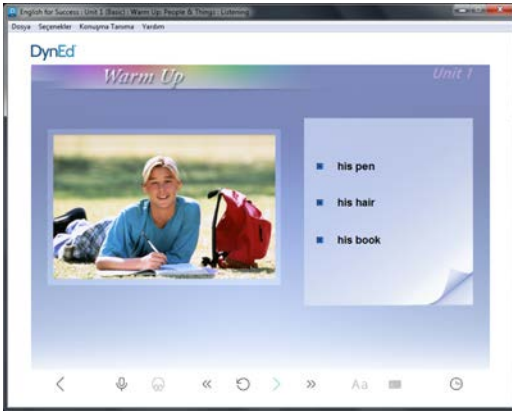 English for Success : Unit 1 (Basic) : Warm Up: People & Things : Listening
Dosya Seçenekler Konuşma Tanıma Yardım
DynEd
Warm Up
Unit 1
his pen
his hair
his book
Aa